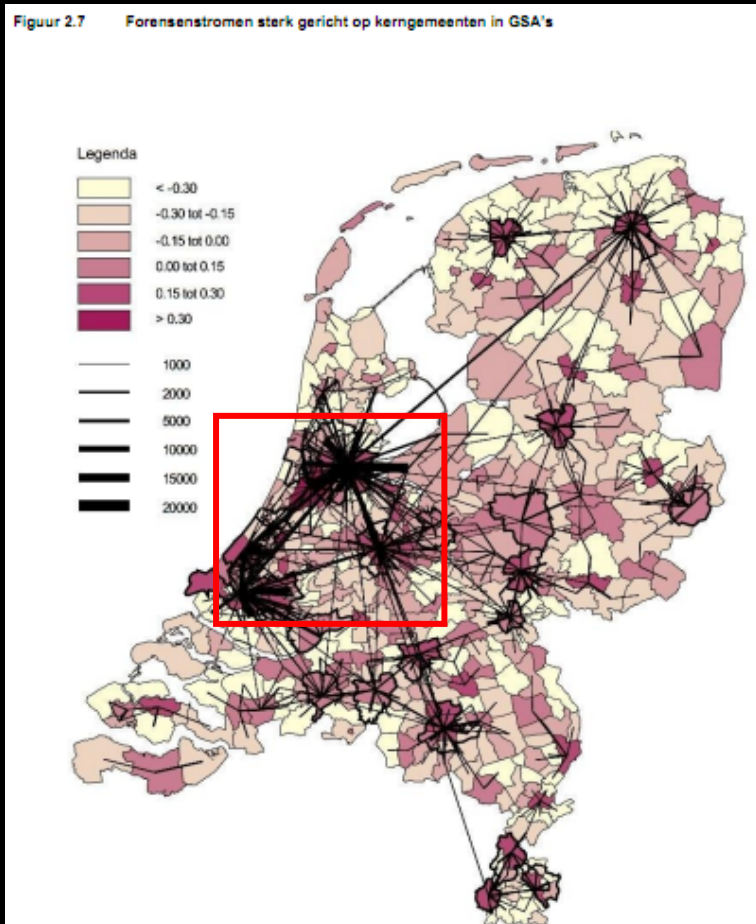 Figuur 2.7 Forensenstromen sterk gericht op kerngemeenten in GSA's
Legenda
< -0.30
-0.30 tot -0.15
-0.15 tot 0.00
0.00 tot 0.15
0.15 tot 0.30
> 0.30
1000
2000
5000
10000
15000
20000